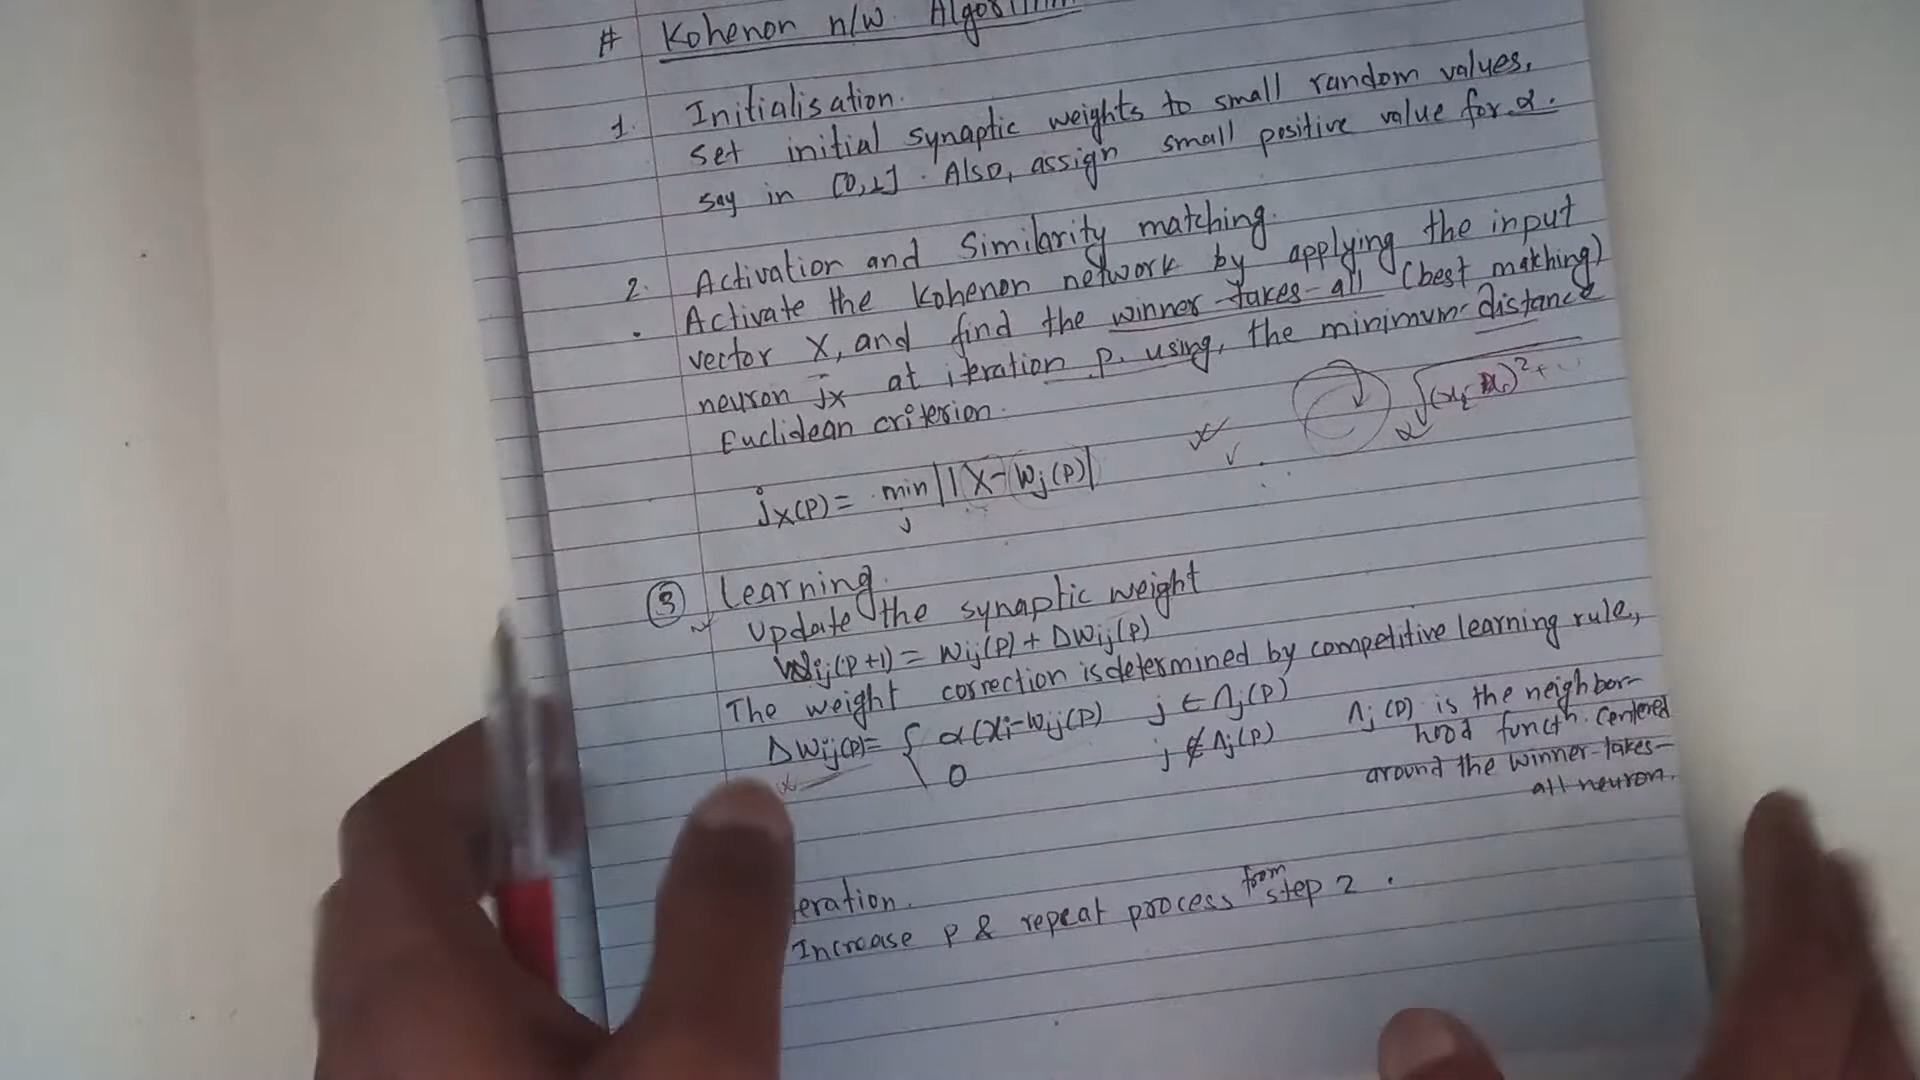 # Kohenon n/w Algorithm
1. Initialisation.
set initial synaptic weights to small random values,
say in [0,1]. Also, assign small positive value for α.
2. Activation and Similarity matching.
Activate the Kohenon network by applying the input
vector X, and find the winner-takes-all (best matching)
neuron jx at iteration p. using, the minimum-distance
Euclidean criterion.
jx(p) = min ||X-Wj(p)|
j
3 Learning.
Update the synaptic weight
Wij(p+1) = Wij(p) + ΔWij(p)
The weight correction is determined by competitive learning rule,
ΔWij(p) = { α(xi-Wij(p) j ∈ Λj(p)
0 j ∉ Λj(p)
Λj(p) is the neighbor-
hood functn. centered
around the winner-takes-
all neuron.
eration.
Increase p & repeat process from step 2.